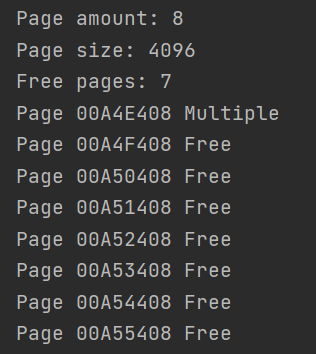 Page amount: 8
Page size: 4096
Free pages: 7
Page 00A4E408 Multiple
Page 00A4F408 Free
Page 00A50408 Free
Page 00A51408 Free
Page 00A52408 Free
Page 00A53408 Free
Page 00A54408 Free
Page 00A55408 Free